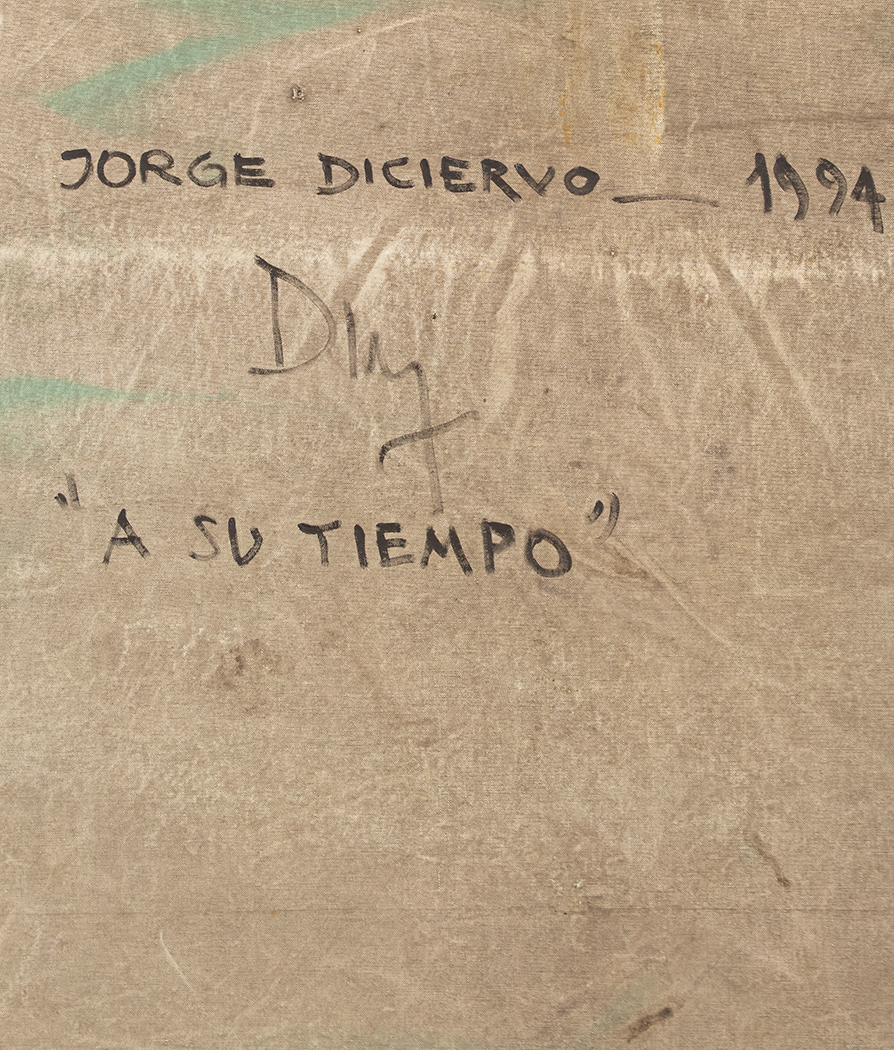 JORGE DICIERVO — 1994
"A SU TIEMPO"